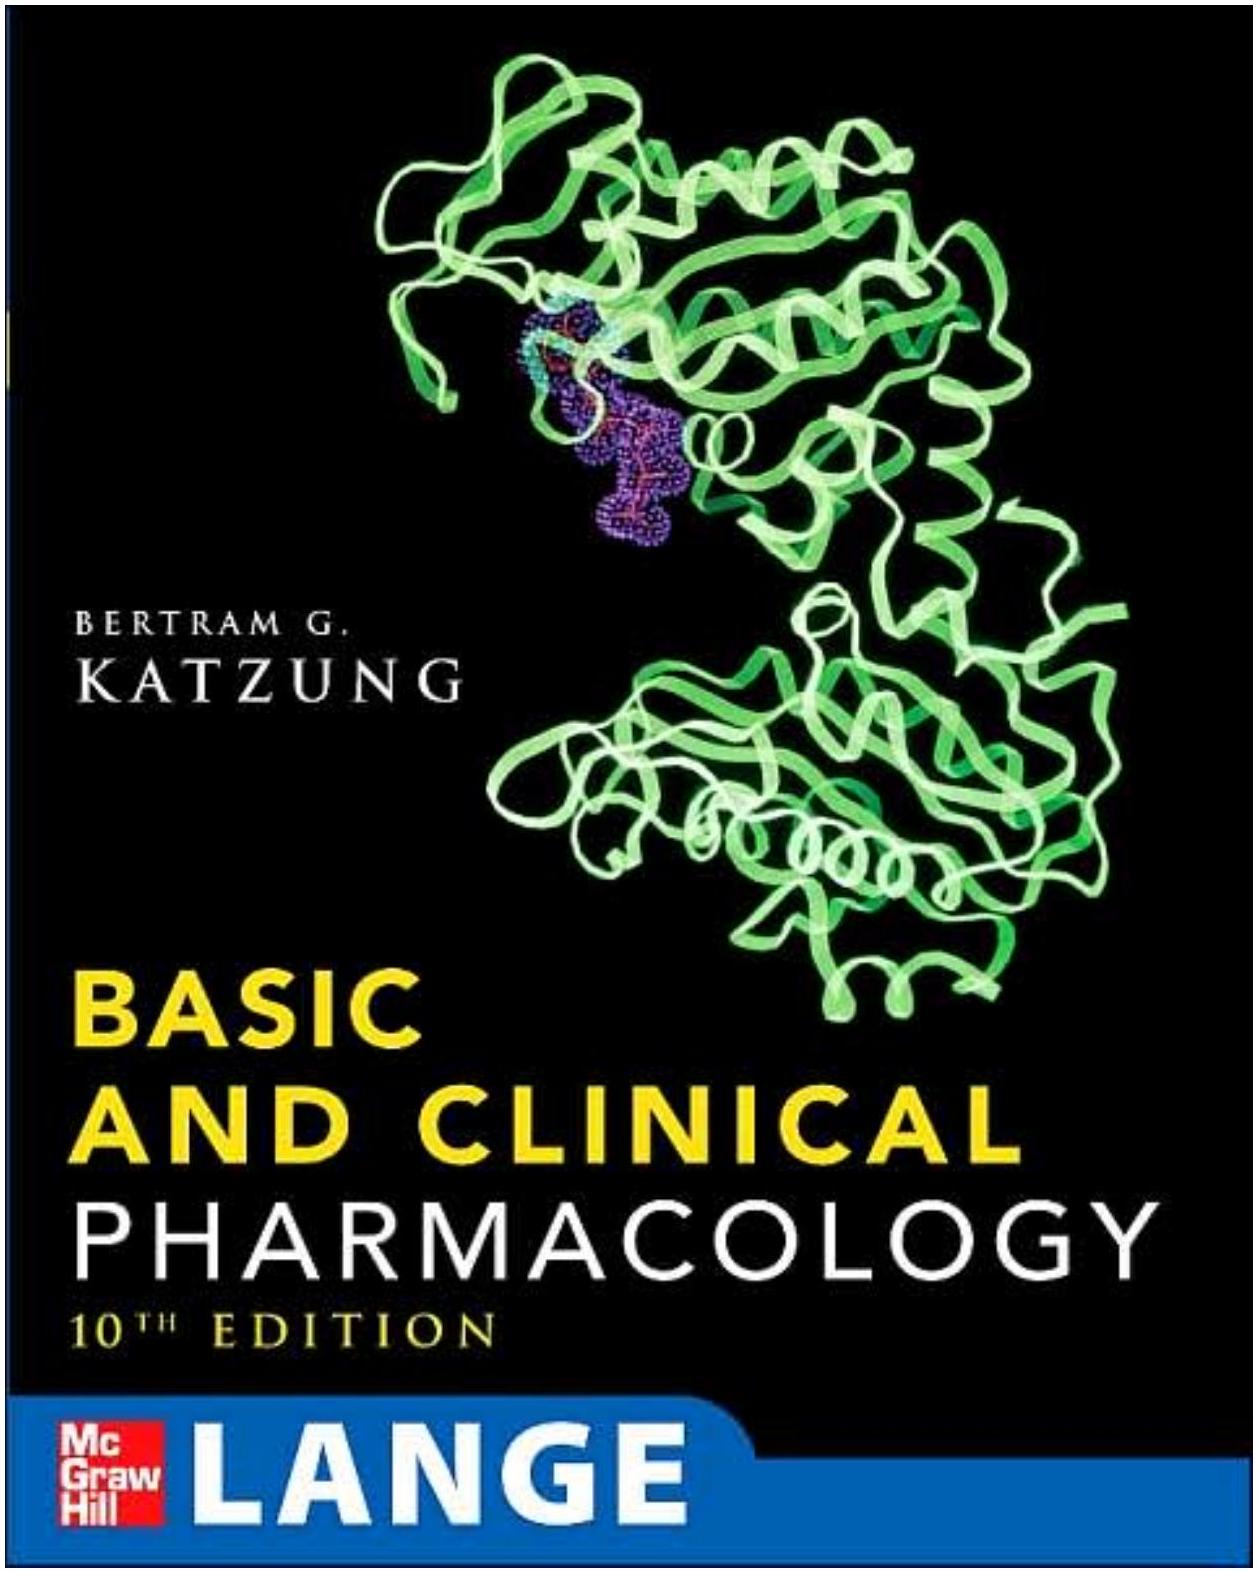 BERTRAM G.
KATZUNG
BASIC
AND CLINICAL
PHARMACOLOGY
10TH EDITION
Mc
Graw
Hill
LANGE